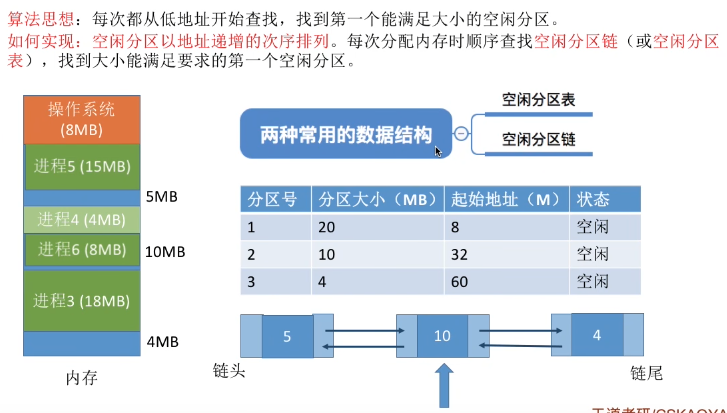 算法思想：每次都从低地址开始查找，找到第一个能满足大小的空闲分区。
如何实现：空闲分区以地址递增的次序排列。每次分配内存时顺序查找空闲分区链（或空闲分区
表），找到大小能满足要求的第一个空闲分区。
操作系统
(8MB)
进程5 (15MB)
5MB
进程4 (4MB)
进程6 (8MB)
10MB
进程3 (18MB)
4MB
内存
两种常用的数据结构
空闲分区表
空闲分区链
分区号 分区大小（MB） 起始地址（M） 状态
1 20 8 空闲
2 10 32 空闲
3 4 60 空闲
5 10 4
链头 链尾